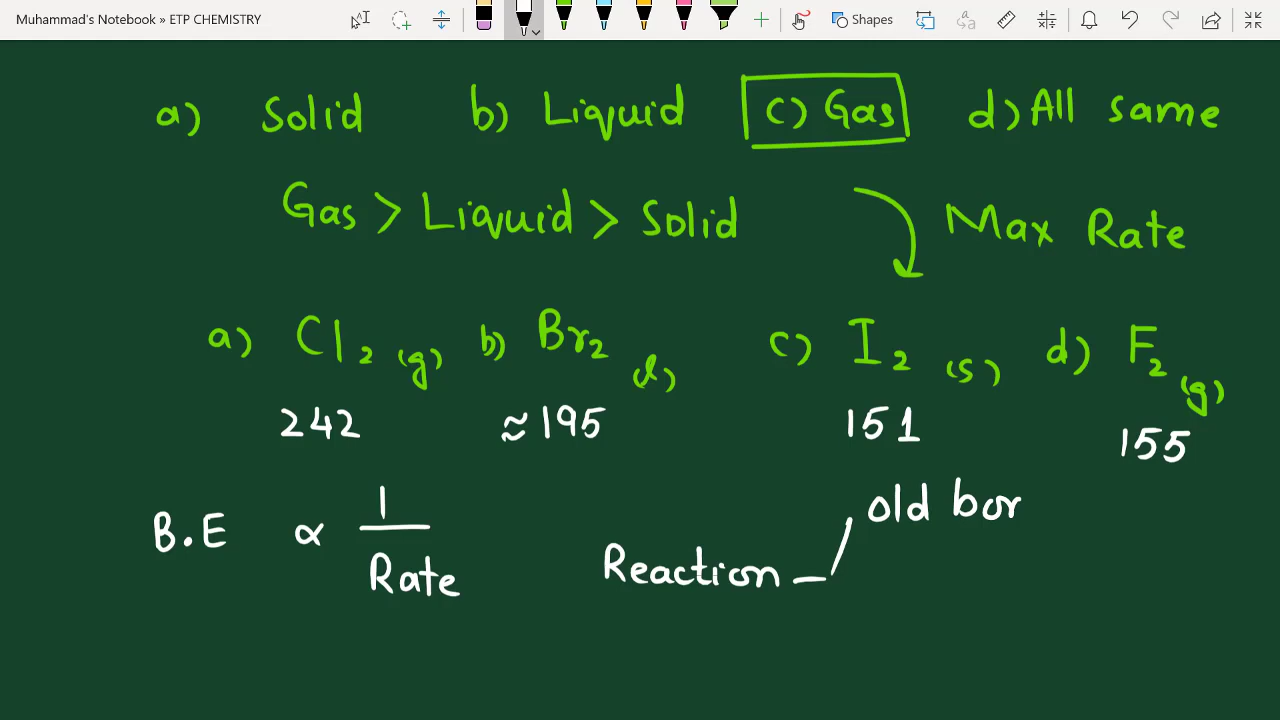 Muhammad's Notebook » ETP CHEMISTRY
Shapes
a) Solid b) Liquid c) Gas d) All same
Gas > Liquid > Solid Max Rate
a) Cl₂ (g) b) Br₂ (l) c) I₂ (s) d) F₂ (g)
242 ≈195 151 155
B.E ∝ 1/Rate
old bor
Reaction